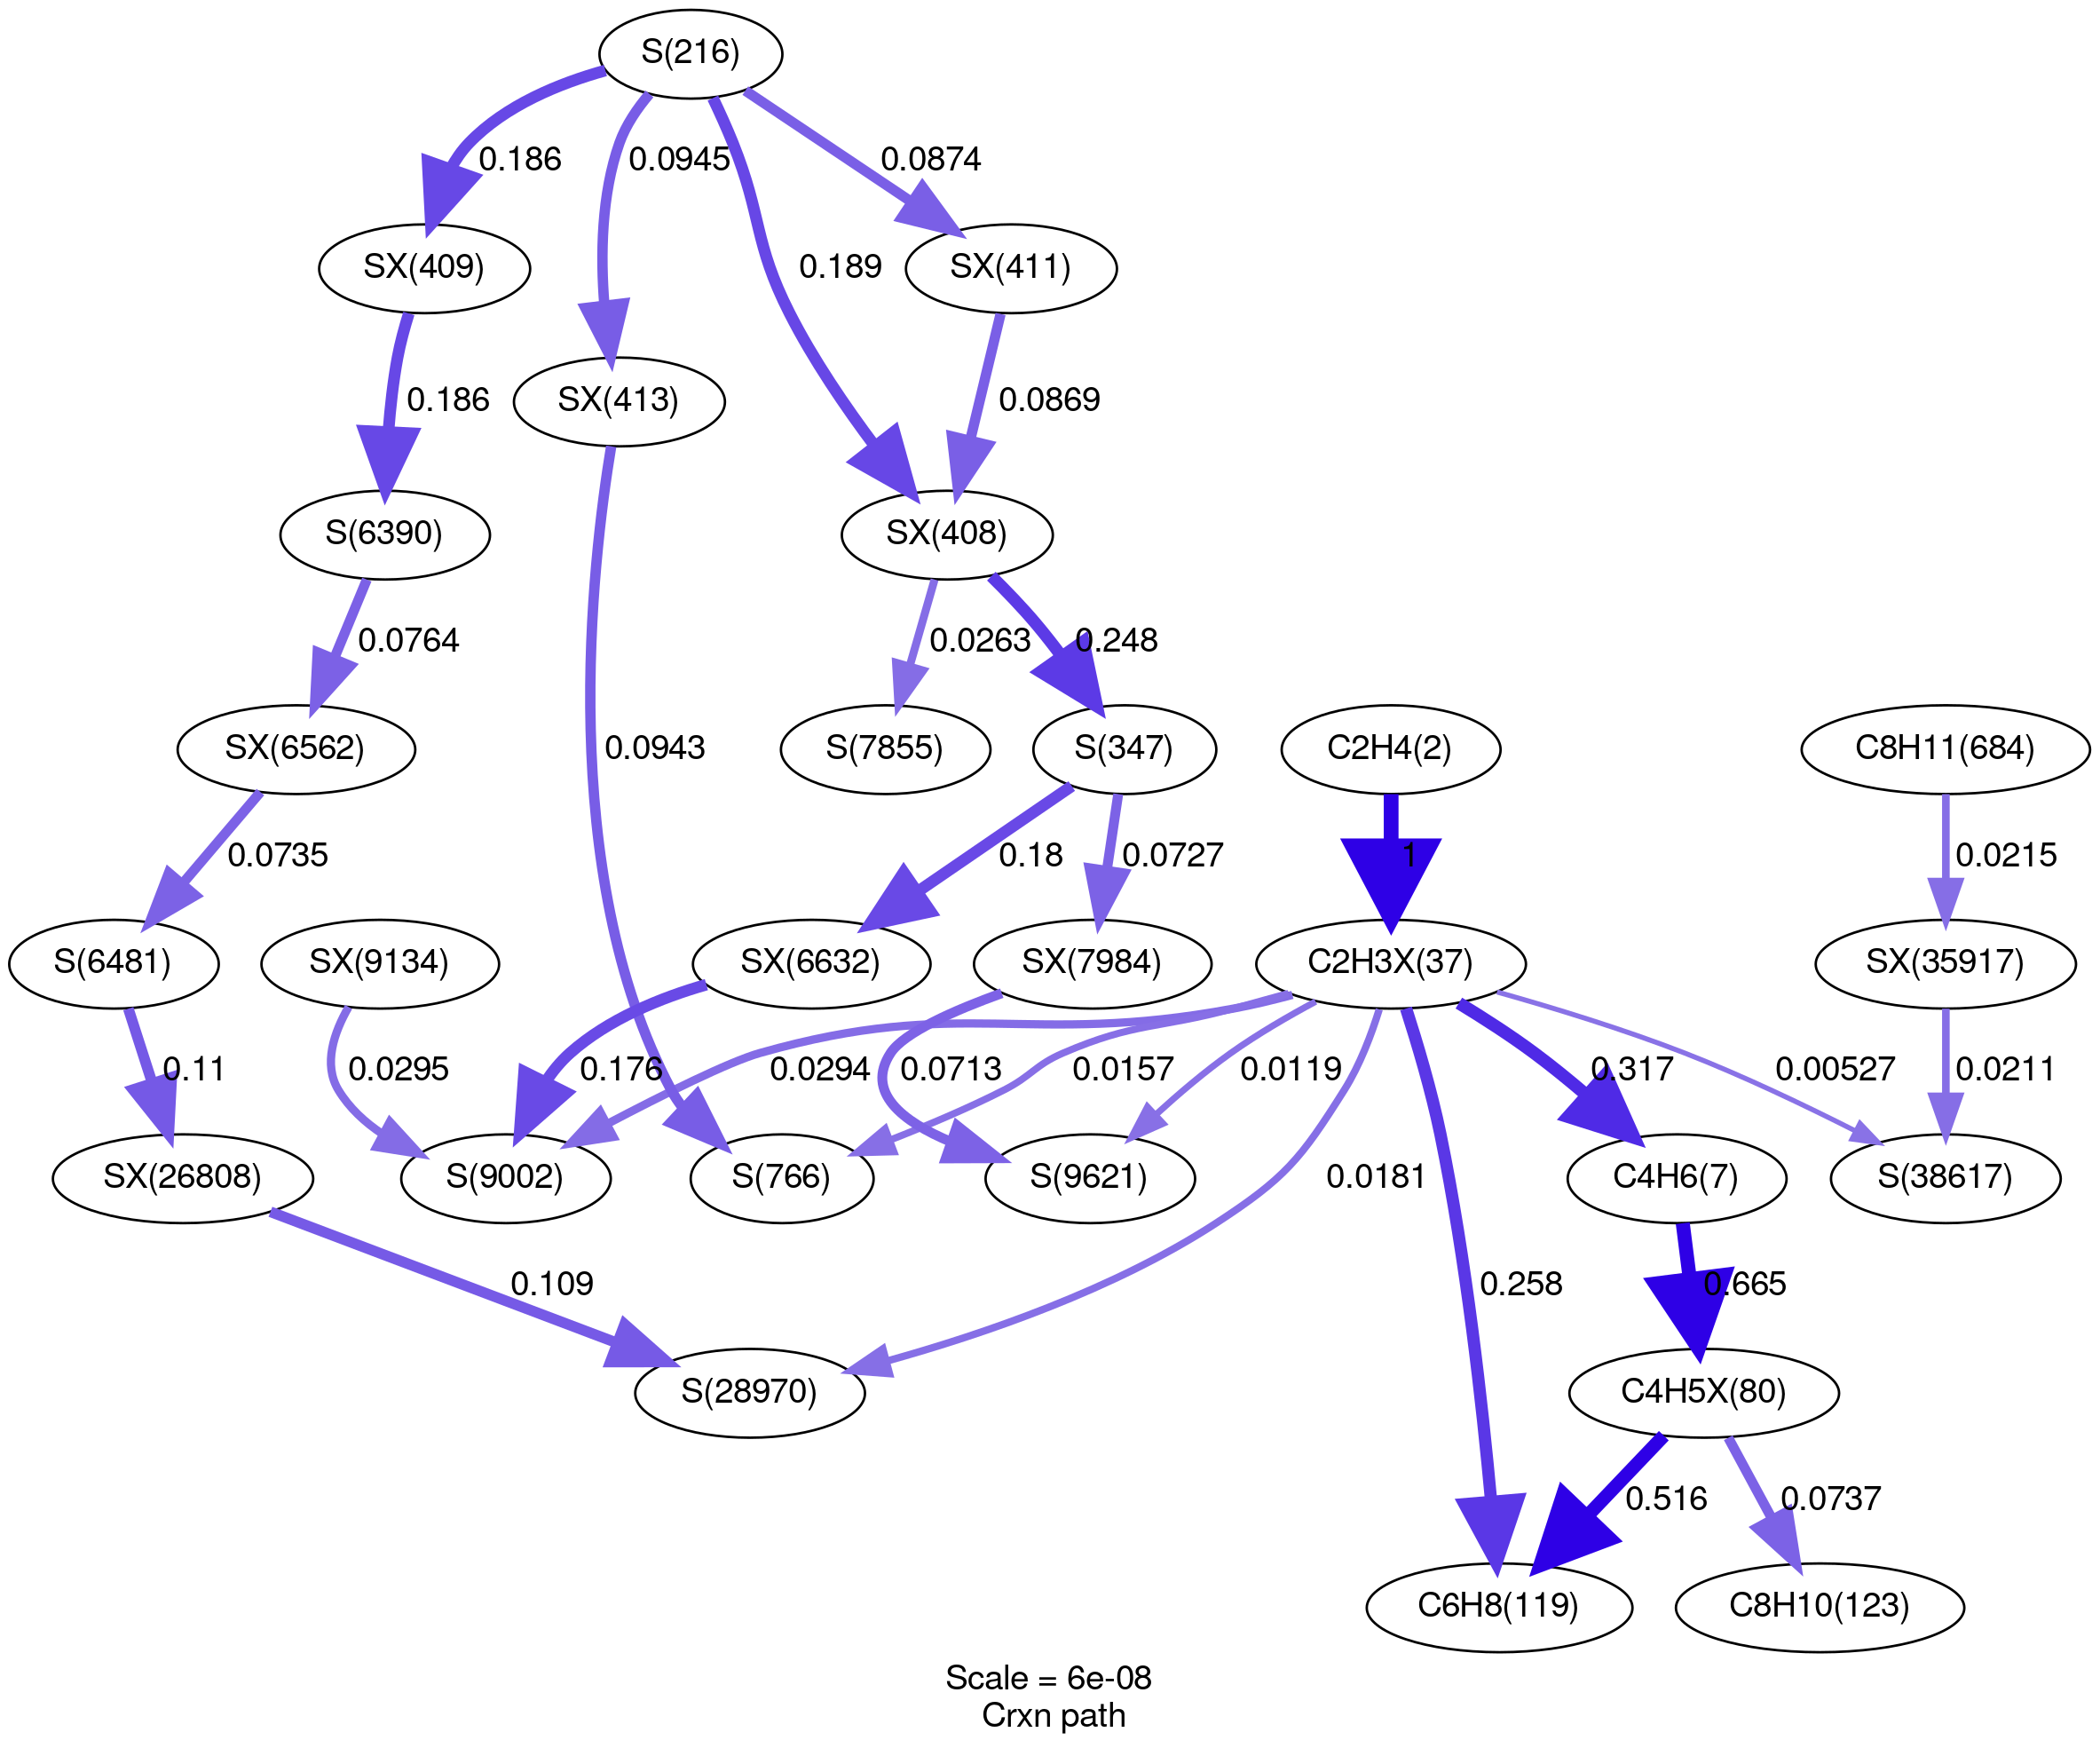 S(216)
0.186
0.0945
0.0874
SX(409)
0.189
SX(411)
0.186
SX(413)
0.0869
S(6390)
SX(408)
0.0764
0.0263
0.248
SX(6562)
0.0943
S(7855)
S(347)
C2H4(2)
C8H11(684)
0.0735
0.18
0.0727
1
0.0215
S(6481)
SX(9134)
SX(6632)
SX(7984)
C2H3X(37)
SX(35917)
0.11
0.0295
0.176
0.0294
0.0713
0.0157
0.0119
0.317
0.00527
0.0211
SX(26808)
S(9002)
S(766)
S(9621)
0.0181
C4H6(7)
S(38617)
0.109
0.258
0.665
S(28970)
C4H5X(80)
0.516
0.0737
C6H8(119)
C8H10(123)
Scale = 6e-08
Crxn path